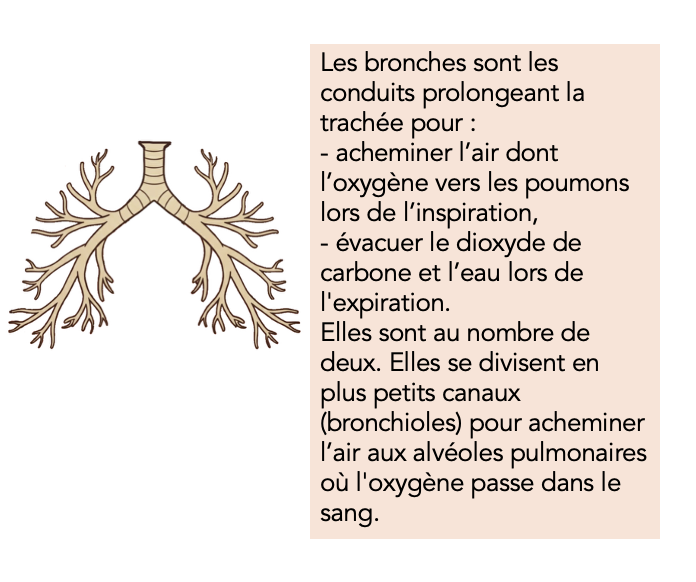 Les bronches sont les
conduits prolongeant la
trachée pour :
- acheminer l’air dont
l’oxygène vers les poumons
lors de l’inspiration,
- évacuer le dioxyde de
carbone et l’eau lors de
l'expiration.
Elles sont au nombre de
deux. Elles se divisent en
plus petits canaux
(bronchioles) pour acheminer
l’air aux alvéoles pulmonaires
où l'oxygène passe dans le
sang.